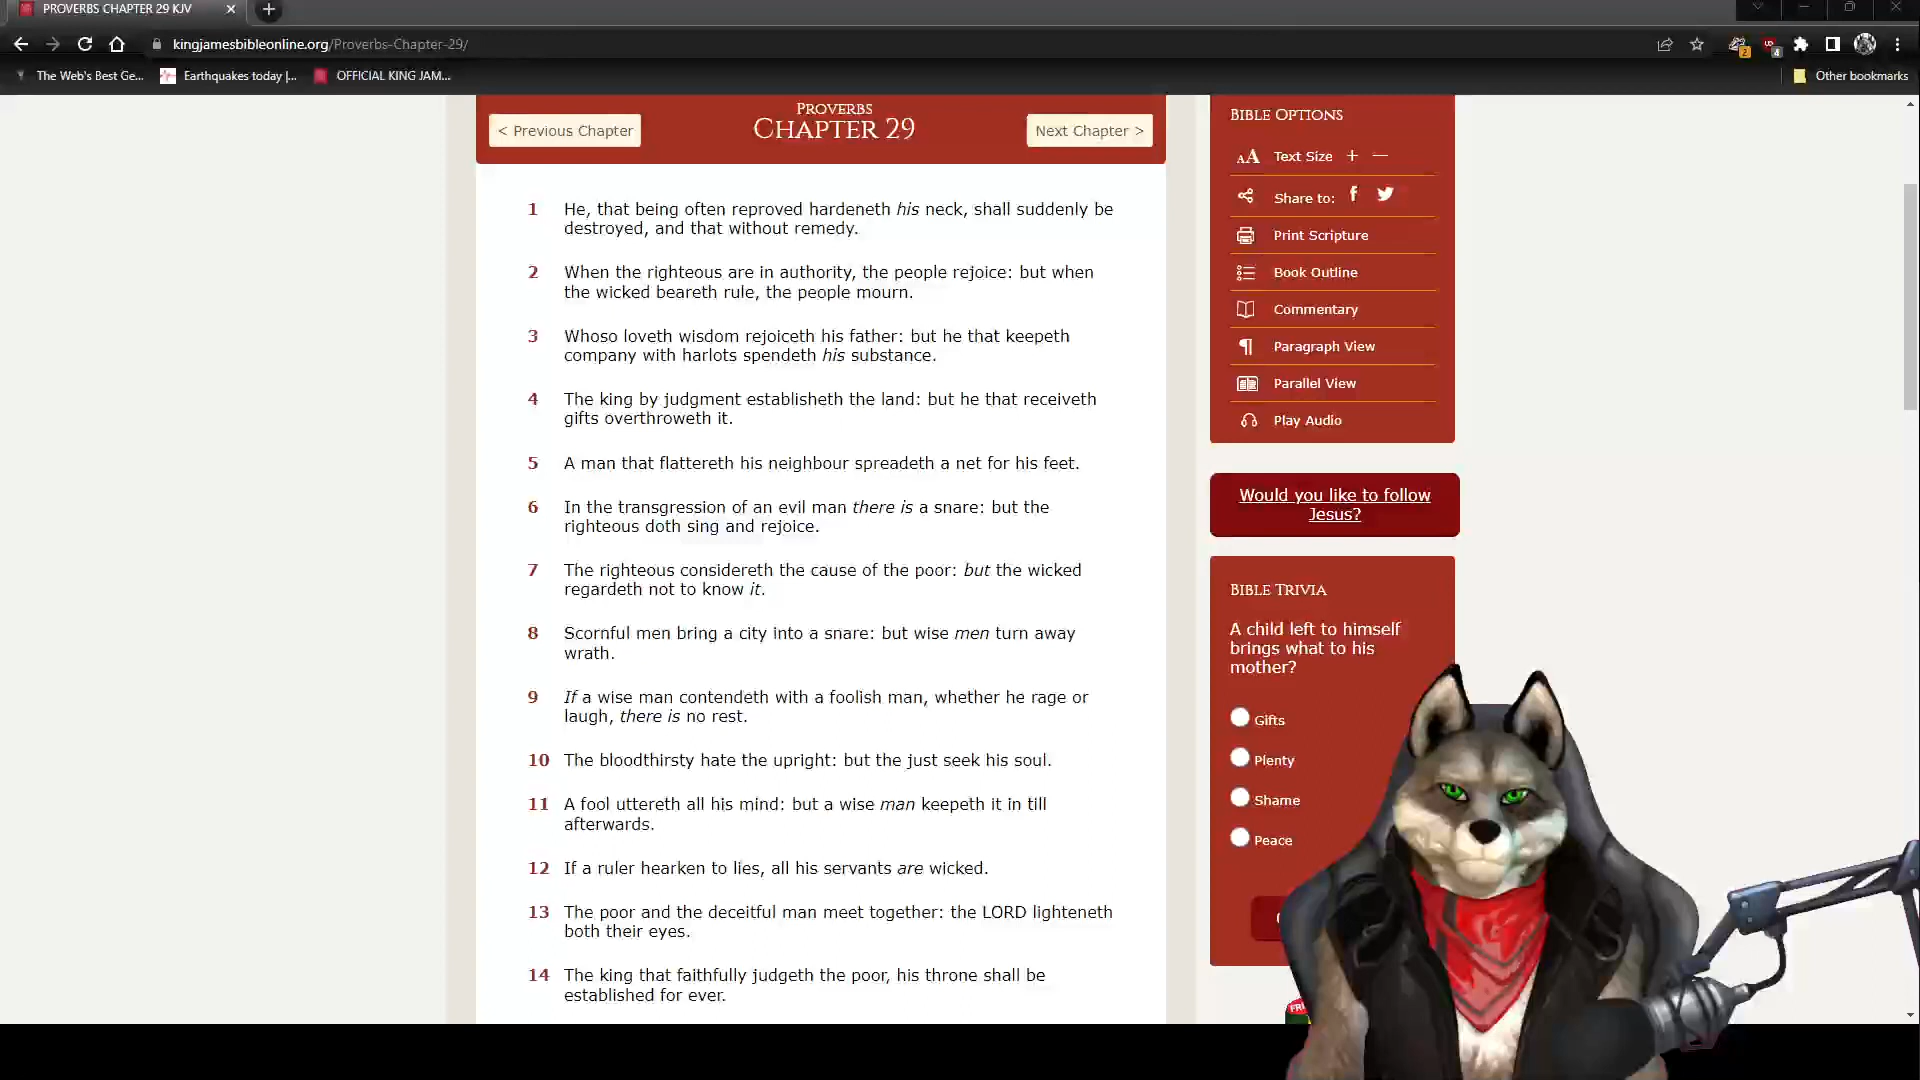 PROVERBS CHAPTER 29 KJV
kingjamesbibleonline.org/Proverbs-Chapter-29/
2
4
The Web's Best Ge...
Earthquakes today |...
OFFICIAL KING JAM...
Other bookmarks
< Previous Chapter
PROVERBS
CHAPTER 29
Next Chapter >
1 He, that being often reproved hardeneth his neck, shall suddenly be
destroyed, and that without remedy.
2 When the righteous are in authority, the people rejoice: but when
the wicked beareth rule, the people mourn.
3 Whoso loveth wisdom rejoiceth his father: but he that keepeth
company with harlots spendeth his substance.
4 The king by judgment establisheth the land: but he that receiveth
gifts overthroweth it.
5 A man that flattereth his neighbour spreadeth a net for his feet.
6 In the transgression of an evil man there is a snare: but the
righteous doth sing and rejoice.
7 The righteous considereth the cause of the poor: but the wicked
regardeth not to know it.
8 Scornful men bring a city into a snare: but wise men turn away
wrath.
9 If a wise man contendeth with a foolish man, whether he rage or
laugh, there is no rest.
10 The bloodthirsty hate the upright: but the just seek his soul.
11 A fool uttereth all his mind: but a wise man keepeth it in till
afterwards.
12 If a ruler hearken to lies, all his servants are wicked.
13 The poor and the deceitful man meet together: the LORD lighteneth
both their eyes.
14 The king that faithfully judgeth the poor, his throne shall be
established for ever.
BIBLE OPTIONS
AA Text Size + —
Share to:
Print Scripture
Book Outline
Commentary
Paragraph View
Parallel View
Play Audio
Would you like to follow
Jesus?
BIBLE TRIVIA
A child left to himself
brings what to his
mother?
Gifts
Plenty
Shame
Peace